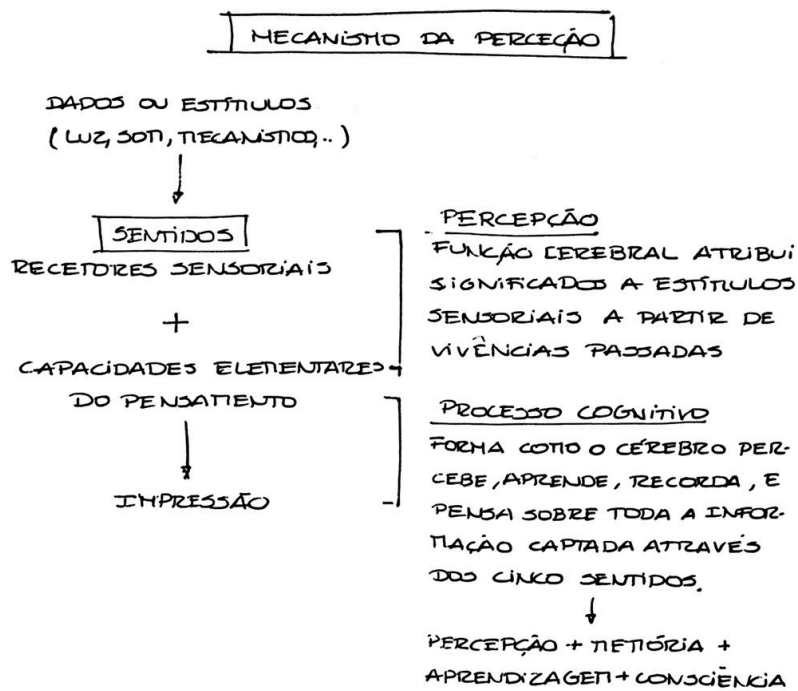 MECANISMO DA PERCEÇÃO
DADOS OU ESTÍMULOS
(LUZ, SOM, MECANÍSTICO,..)
SENTIDOS
RECETORES SENSORIAIS
+
CAPACIDADES ELEMENTARES
DO PENSAMENTO
IMPRESSÃO
PERCEPÇÃO
FUNÇÃO CEREBRAL ATRIBUI
SIGNIFICADOS A ESTÍMULOS
SENSORIAIS A PARTIR DE
VIVÊNCIAS PASSADAS
PROCESSO COGNITIVO
FORMA COMO O CÉREBRO PER-
CEBE, APRENDE, RECORDA, E
PENSA SOBRE TODA A INFOR-
MAÇÃO CAPTADA ATRAVÉS
DOS CINCO SENTIDOS.
PERCEPÇÃO + MEMÓRIA +
APRENDIZAGEM + CONSCIÊNCIA